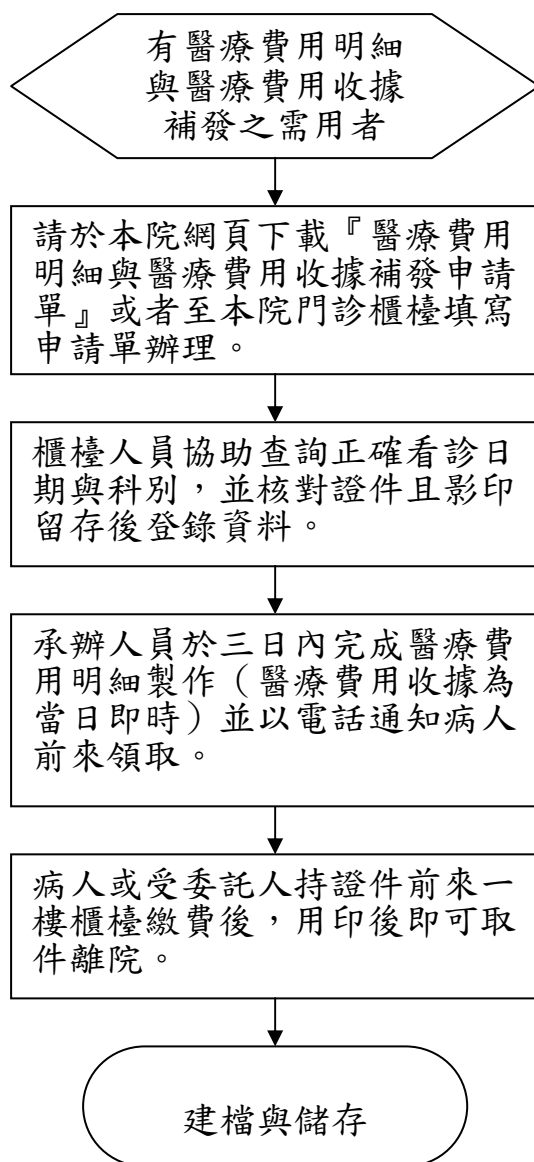 有醫療費用明細
與醫療費用收據
補發之需用者
請於本院網頁下載『醫療費用
明細與醫療費用收據補發申請
單』或者至本院門診櫃檯填寫
申請單辦理。
櫃檯人員協助查詢正確看診日
期與科別，並核對證件且影印
留存後登錄資料。
承辦人員於三日內完成醫療費
用明細製作（醫療費用收據為
當日即時）並以電話通知病人
前來領取。
病人或受委託人持證件前來一
樓櫃檯繳費後，用印後即可取
件離院。
建檔與儲存